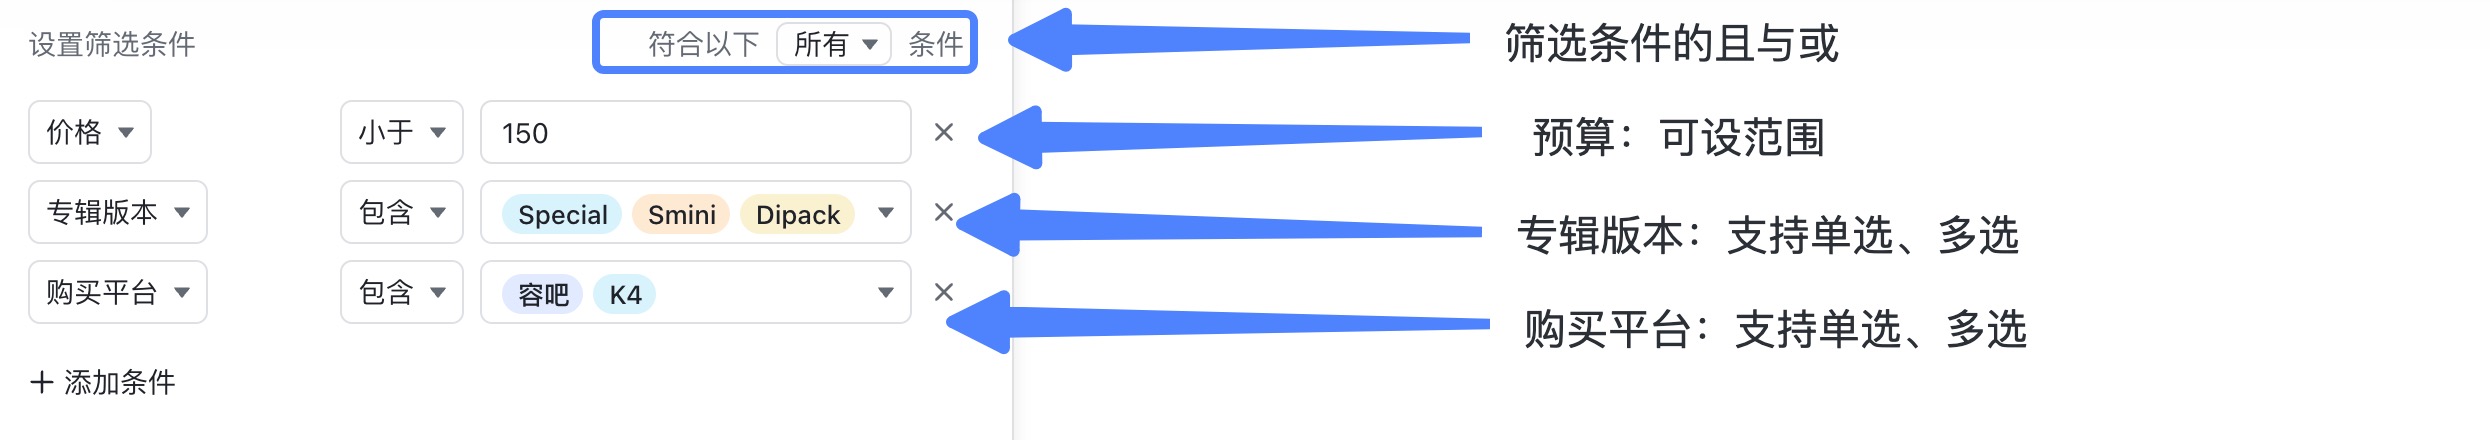 设置筛选条件 符合以下 所有 条件 筛选条件的且与或
价格 小于 150 预算：可设范围
专辑版本 包含 Special Smini Dipack 专辑版本：支持单选、多选
购买平台 包含 容吧 K4 购买平台：支持单选、多选
+ 添加条件